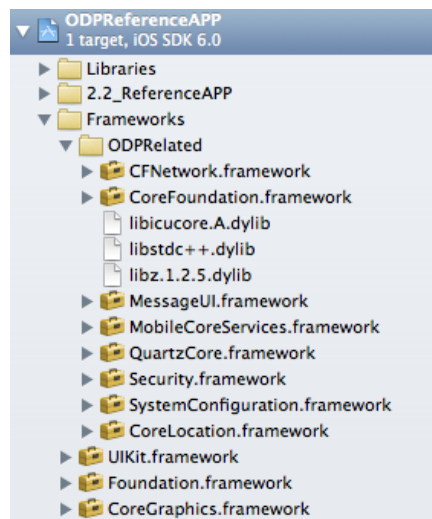 ODPReferenceAPP
1 target, iOS SDK 6.0
Libraries
2.2_ReferenceAPP
Frameworks
ODPRelated
CFNetwork.framework
CoreFoundation.framework
libicucore.A.dylib
libstdc++.dylib
libz.1.2.5.dylib
MessageUI.framework
MobileCoreServices.framework
QuartzCore.framework
Security.framework
SystemConfiguration.framework
CoreLocation.framework
UIKit.framework
Foundation.framework
CoreGraphics.framework